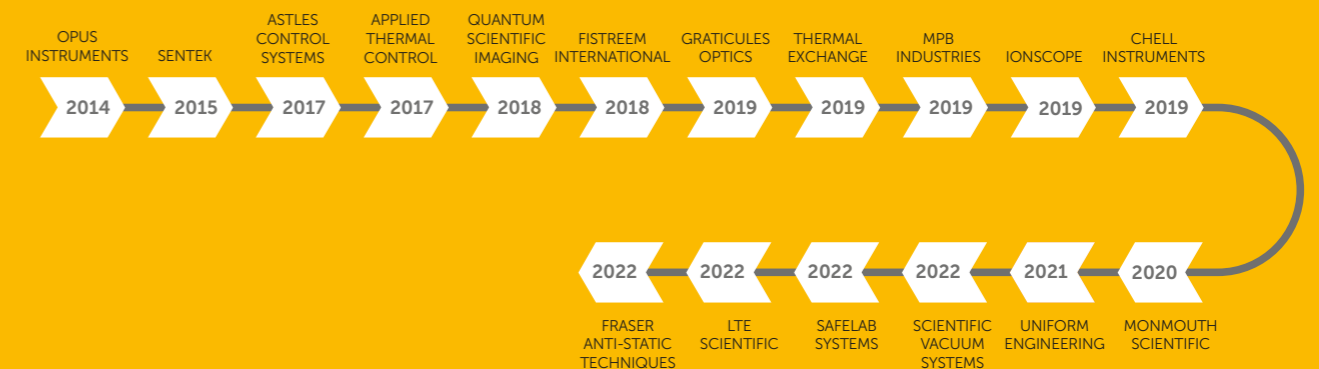 OPUS
INSTRUMENTS
2014
SENTEK
2015
ASTLES
CONTROL
SYSTEMS
2017
APPLIED
THERMAL
CONTROL
2017
QUANTUM
SCIENTIFIC
IMAGING
2018
FISTREEM
INTERNATIONAL
2018
GRATICULES
OPTICS
2019
THERMAL
EXCHANGE
2019
MPB
INDUSTRIES
2019
IONSCOPE
2019
CHELL
INSTRUMENTS
2019
2020
MONMOUTH
SCIENTIFIC
2021
UNIFORM
ENGINEERING
2022
SCIENTIFIC
VACUUM
SYSTEMS
2022
SAFELAB
SYSTEMS
2022
LTE
SCIENTIFIC
2022
FRASER
ANTI-STATIC
TECHNIQUES